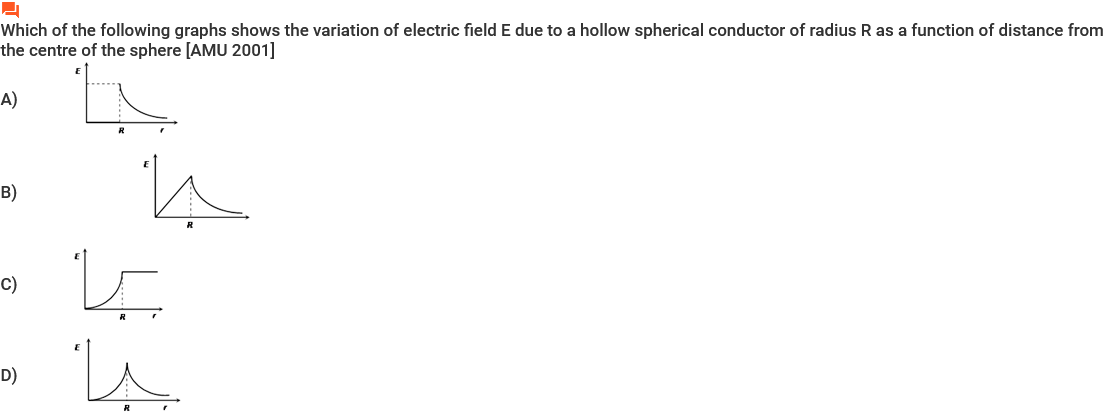 Which of the following graphs shows the variation of electric field E due to a hollow spherical conductor of radius R as a function of distance from
the centre of the sphere [AMU 2001]
E
A)
R r
E
B)
R
E
C)
R r
E
D)
R r